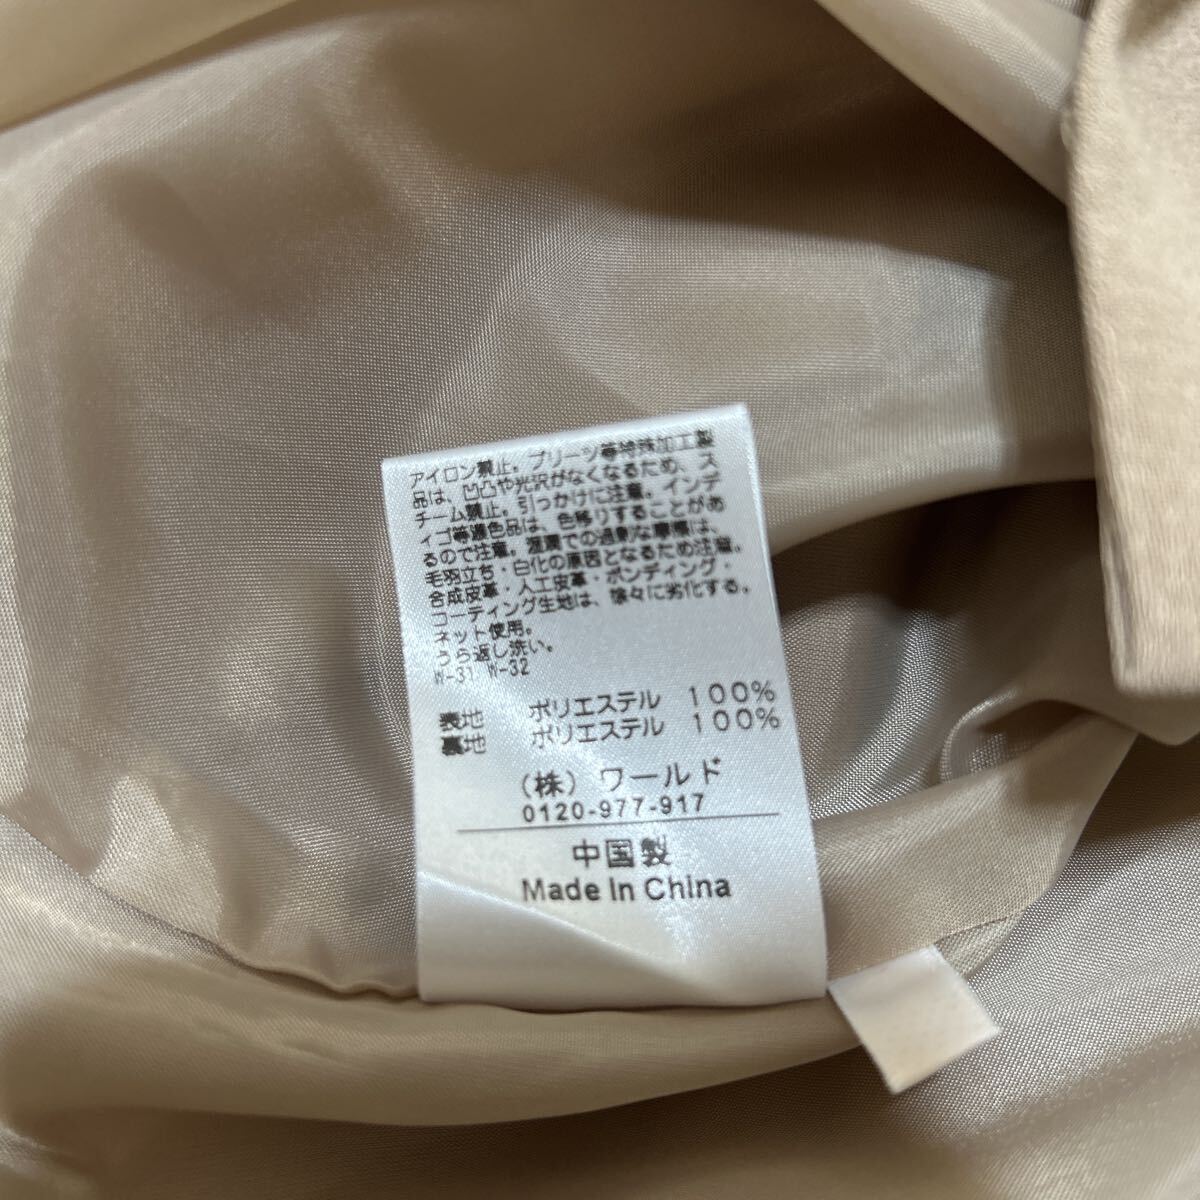 アイロン禁止。プリーツ等特殊加工製
品は、凹凸や光沢がなくなるため、ス
チーム禁止。引っかけに注意。インデ
ィゴ等濃色品は、色移りすることがあ
るので注意。湿潤での過剰な摩擦は、
毛羽立ち・白化の原因となるため注意。
合成皮革・人工皮革・ボンディング・
コーティング生地は、徐々に劣化する。
ネット使用。
うら返し洗い。
W-31 W-32
表地 ポリエステル 100%
裏地 ポリエステル 100%
(株) ワールド
0120-977-917
中国製
Made In China